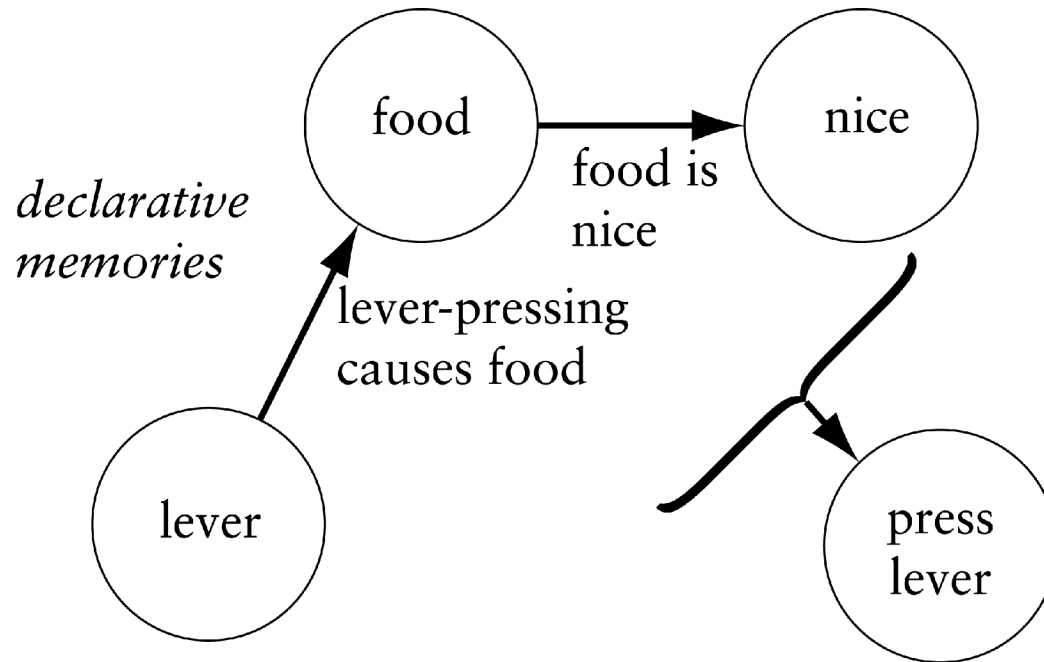 food
nice
food is
nice
declarative
memories
lever-pressing
causes food
lever
press
lever